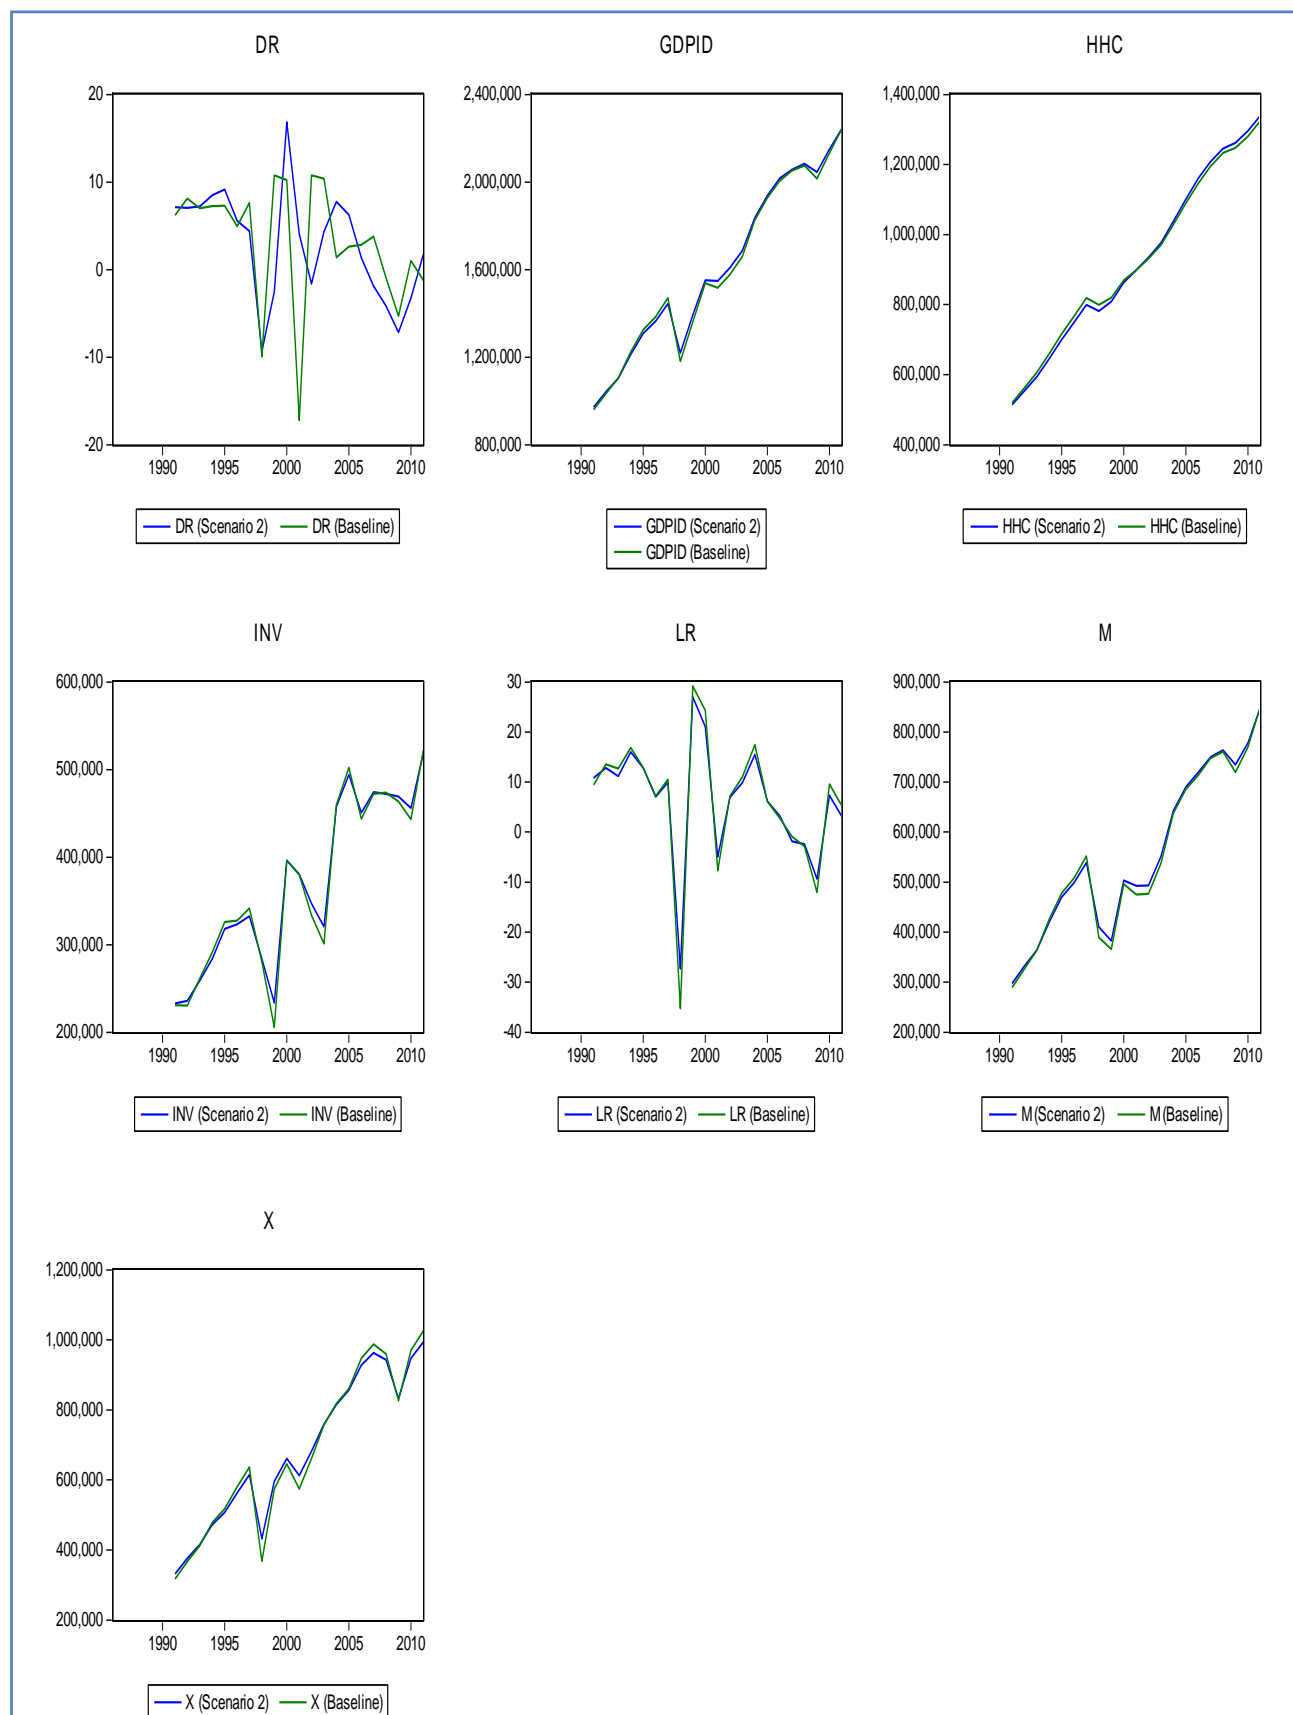 DR
20
10
0
-10
-20
1990 1995 2000 2005 2010
DR (Scenario 2) DR (Baseline)
GDPID
2,400,000
2,000,000
1,600,000
1,200,000
800,000
1990 1995 2000 2005 2010
GDPID (Scenario 2)
GDPID (Baseline)
HHC
1,400,000
1,200,000
1,000,000
800,000
600,000
400,000
1990 1995 2000 2005 2010
HHC (Scenario 2) HHC (Baseline)
INV
600,000
500,000
400,000
300,000
200,000
1990 1995 2000 2005 2010
INV (Scenario 2) INV (Baseline)
LR
30
20
10
0
-10
-20
-30
-40
1990 1995 2000 2005 2010
LR (Scenario 2) LR (Baseline)
M
900,000
800,000
700,000
600,000
500,000
400,000
300,000
200,000
1990 1995 2000 2005 2010
M (Scenario 2) M (Baseline)
X
1,200,000
1,000,000
800,000
600,000
400,000
200,000
1990 1995 2000 2005 2010
X (Scenario 2) X (Baseline)